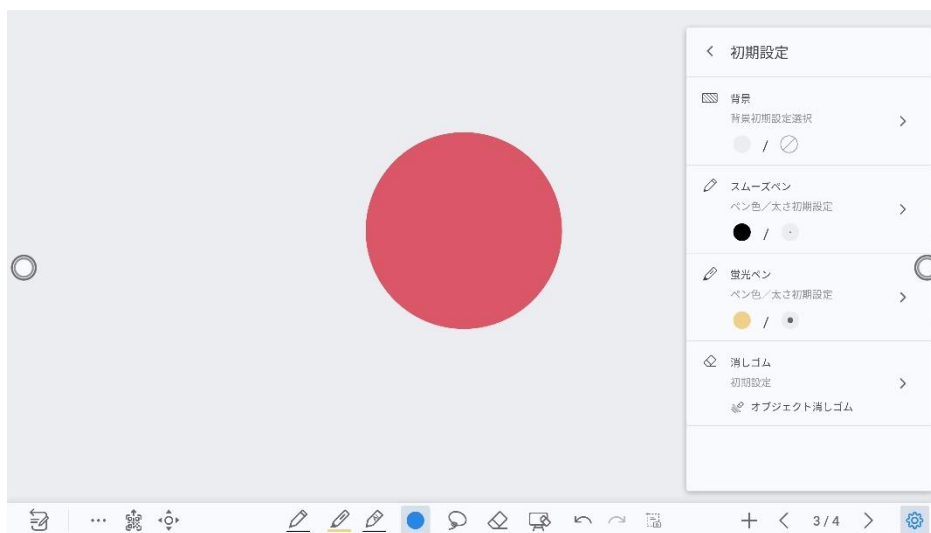 初期設定
背景
背景初期設定選択
/
スムーズペン
ペン色／太さ初期設定
/
蛍光ペン
ペン色／太さ初期設定
/
消しゴム
初期設定
オブジェクト消しゴム
3/4